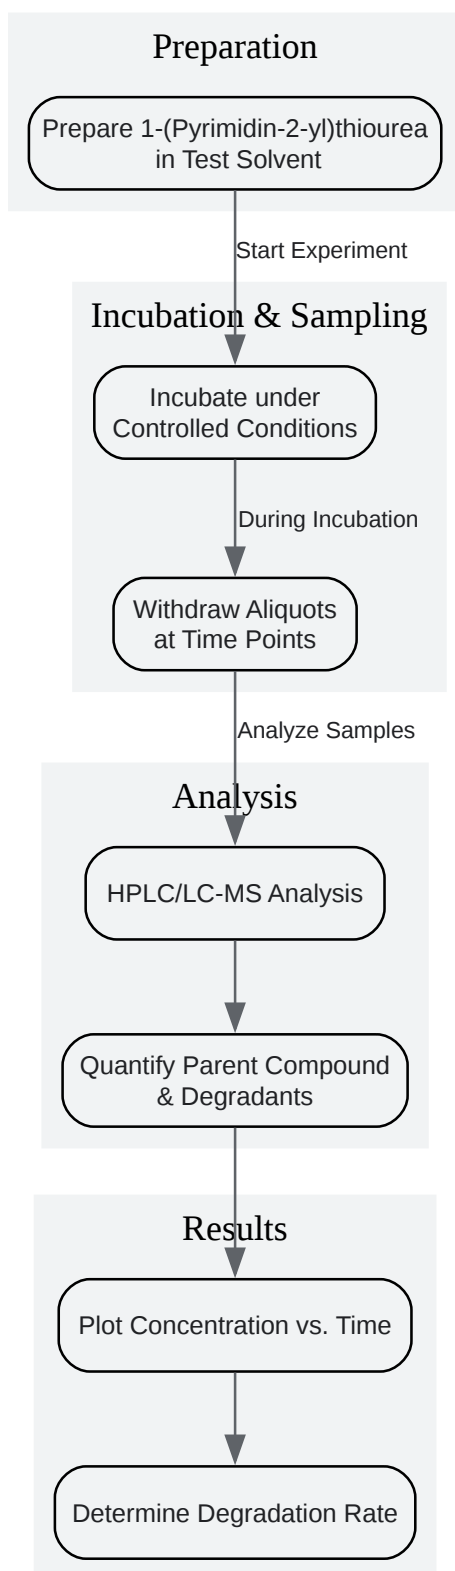 Preparation
Prepare 1-(Pyrimidin-2-yl)thiourea
in Test Solvent
Start Experiment
Incubation & Sampling
Incubate under
Controlled Conditions
During Incubation
Withdraw Aliquots
at Time Points
Analyze Samples
Analysis
HPLC/LC-MS Analysis
Quantify Parent Compound
& Degradants
Results
Plot Concentration vs. Time
Determine Degradation Rate